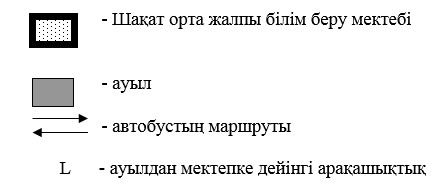 - Шақат орта жалпы білім беру мектебі
- ауыл
- автобустың маршруты
L - ауылдан мектепке дейінгі арақашықтық